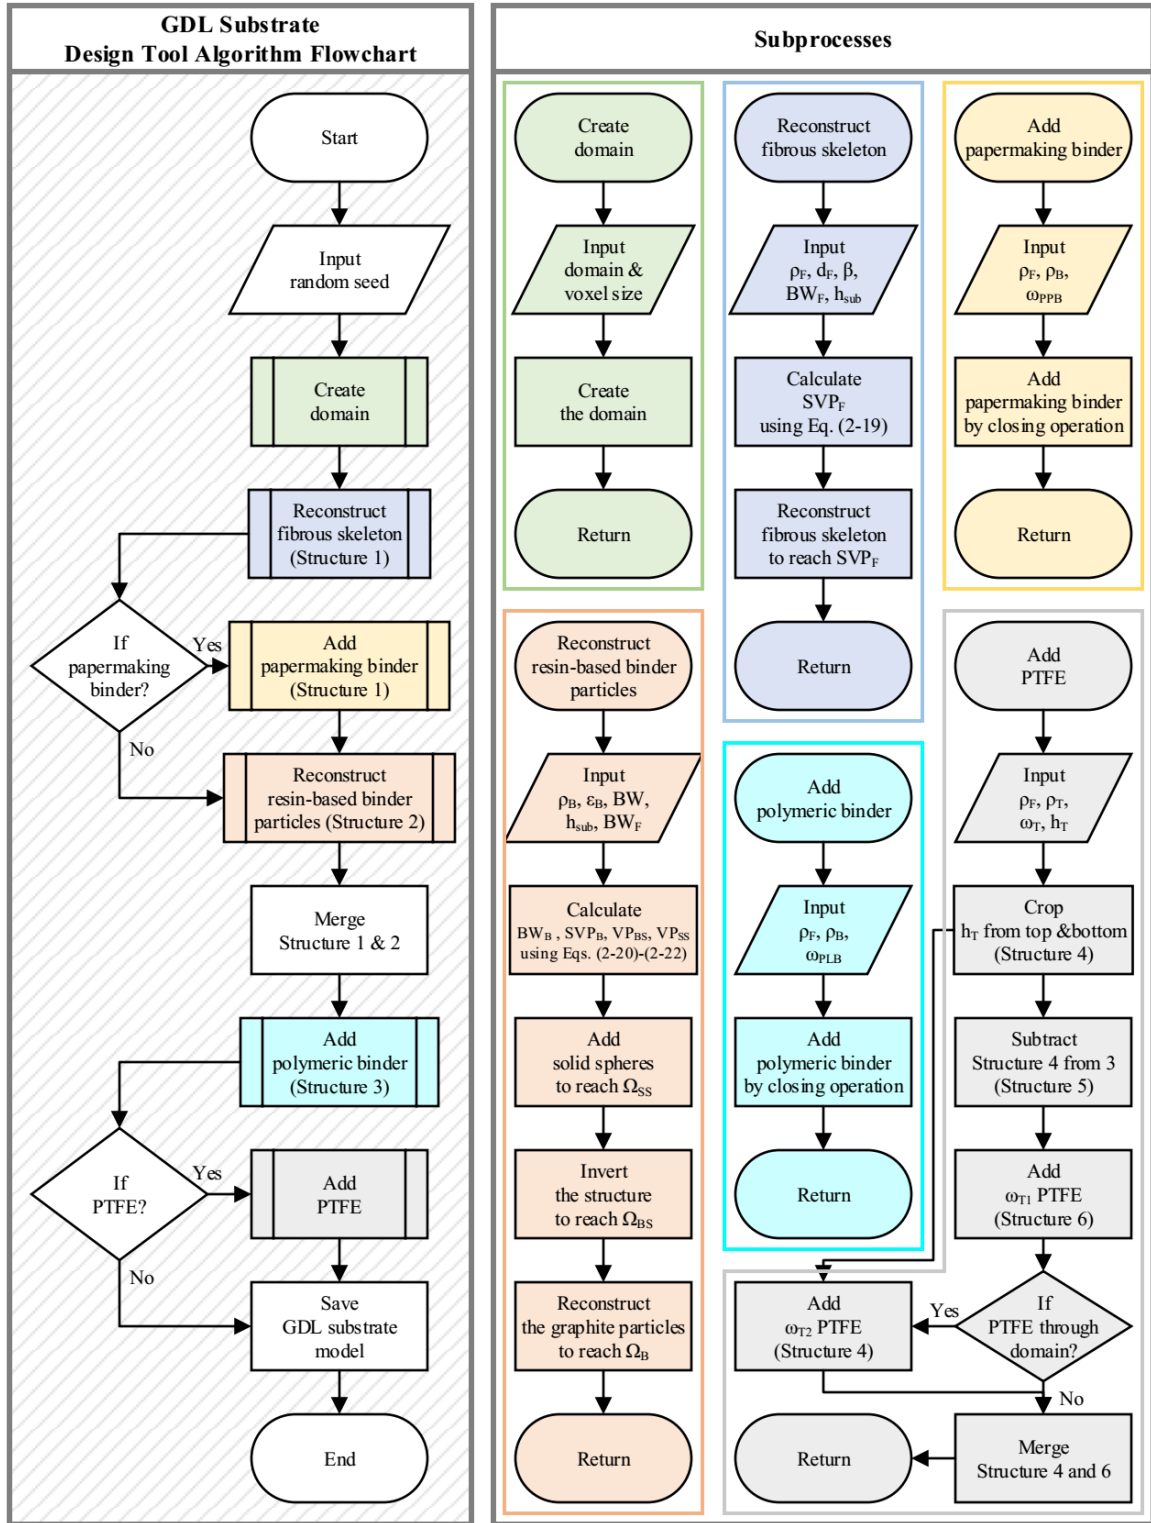 GDL Substrate
Design Tool Algorithm Flowchart
Start
Input
random seed
Create
domain
Reconstruct
fibrous skeleton
(Structure 1)
If
papermaking
binder?
Yes
No
Add
papermaking binder
(Structure 1)
Reconstruct
resin-based binder
particles (Structure 2)
Merge
Structure 1 & 2
Add
polymeric binder
(Structure 3)
If
PTFE?
Yes
No
Add
PTFE
Save
GDL substrate
model
End
Subprocesses
Create
domain
Input
domain &
voxel size
Create
the domain
Return
Reconstruct
fibrous skeleton
Input
ρF, dF, β,
BWF, hsub
Calculate
SVPF
using Eq. (2-19)
Reconstruct
fibrous skeleton
to reach SVPF
Return
Add
papermaking binder
Input
ρF, ρB,
ωPPB
Add
papermaking binder
by closing operation
Return
Reconstruct
resin-based binder
particles
Input
ρB, εB, BW,
hsub, BWF
Calculate
BWB , SVPB, VPBS, VPSS
using Eqs. (2-20)-(2-22)
Add
solid spheres
to reach ΩSS
Invert
the structure
to reach ΩBS
Reconstruct
the graphite particles
to reach ΩB
Return
Add
polymeric binder
Input
ρF, ρB,
ωPLB
Add
polymeric binder
by closing operation
Return
Add
PTFE
Input
ρF, ρT,
ωT, hT
Crop
hT from top &bottom
(Structure 4)
Subtract
Structure 4 from 3
(Structure 5)
Add
ωT1 PTFE
(Structure 6)
If
PTFE through
domain?
Yes
No
Add
ωT2 PTFE
(Structure 4)
Merge
Structure 4 and 6
Return